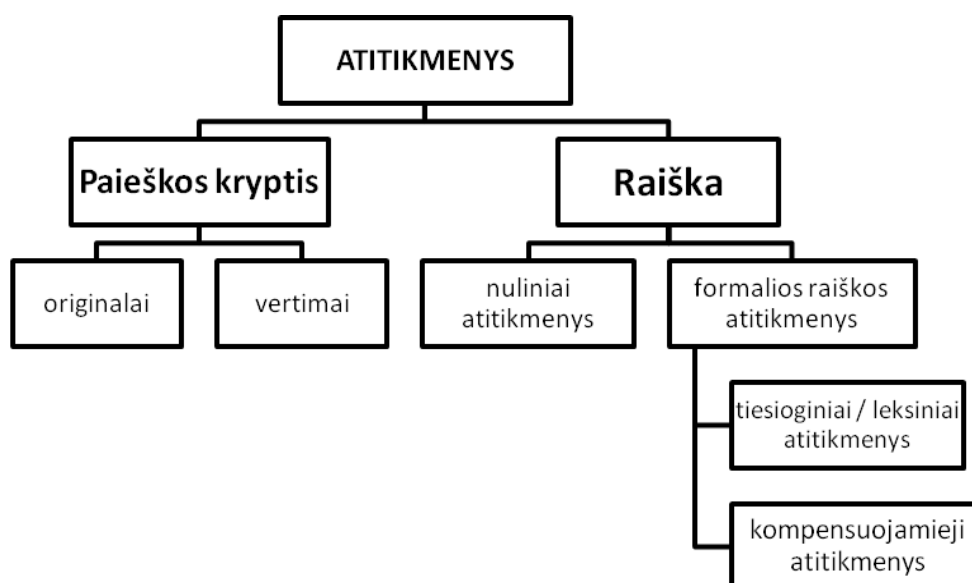 ATITIKMENYS
Paieškos kryptis
Raiška
originalai
vertimai
nuliniai
atitikmenys
formalios raiškos
atitikmenys
tiesioginiai / leksiniai
atitikmenys
kompensuojamieji
atitikmenys